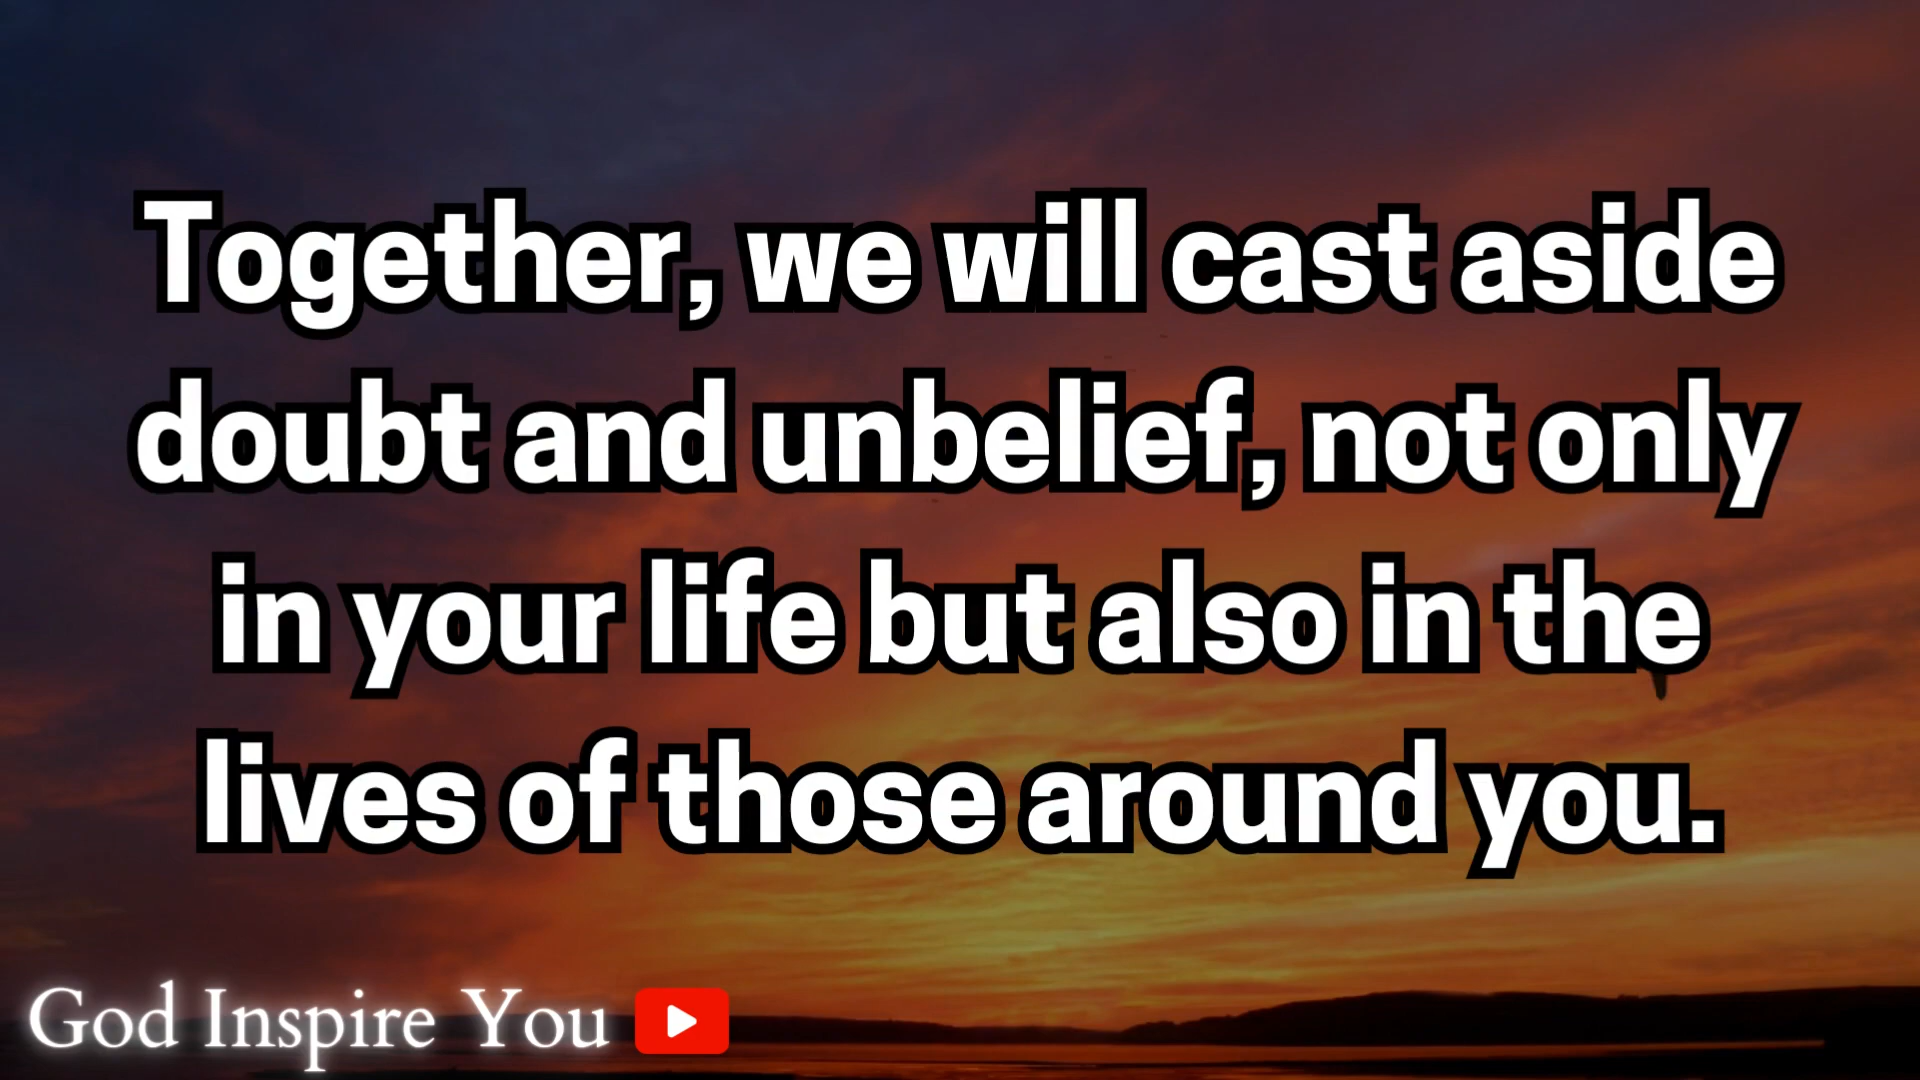 Together, we will cast aside
doubt and unbelief, not only
in your life but also in the
lives of those around you.
God Inspire You